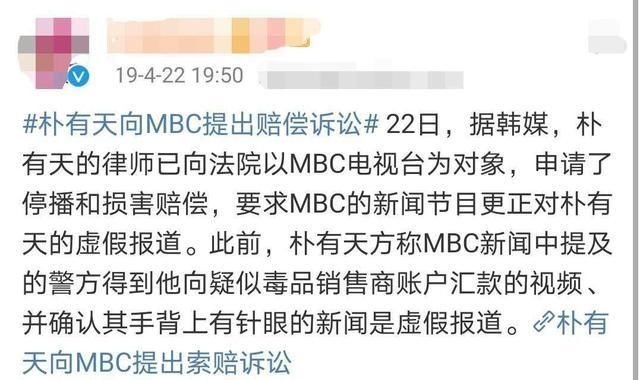 19-4-22 19:50
#朴有天向MBC提出赔偿诉讼# 22日，据韩媒，朴
有天的律师已向法院以MBC电视台为对象，申请了
停播和损害赔偿，要求MBC的新闻节目更正对朴有
天的虚假报道。此前，朴有天方称MBC新闻中提及
的警方得到他向疑似毒品销售商账户汇款的视频、
并确认其手背上有针眼的新闻是虚假报道。朴有
天向MBC提出索赔诉讼